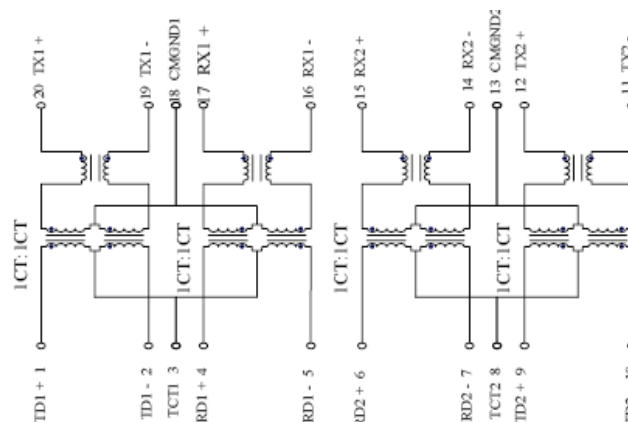 20 TX1 +
19 TX1 -
18 CMGND1
17 RX1 +
16 RX1 -
15 RX2 +
14 RX2 -
13 CMGND2
12 TX2 +
11 TX2 -
1CT: 1CT
1CT: 1CT
1CT: 1CT
1CT: 1CT
TD1 + 1
TD1 - 2
TCT1 3
RD1 + 4
RD1 - 5
RD2 + 6
RD2 - 7
TCT2 8
TD2 + 9